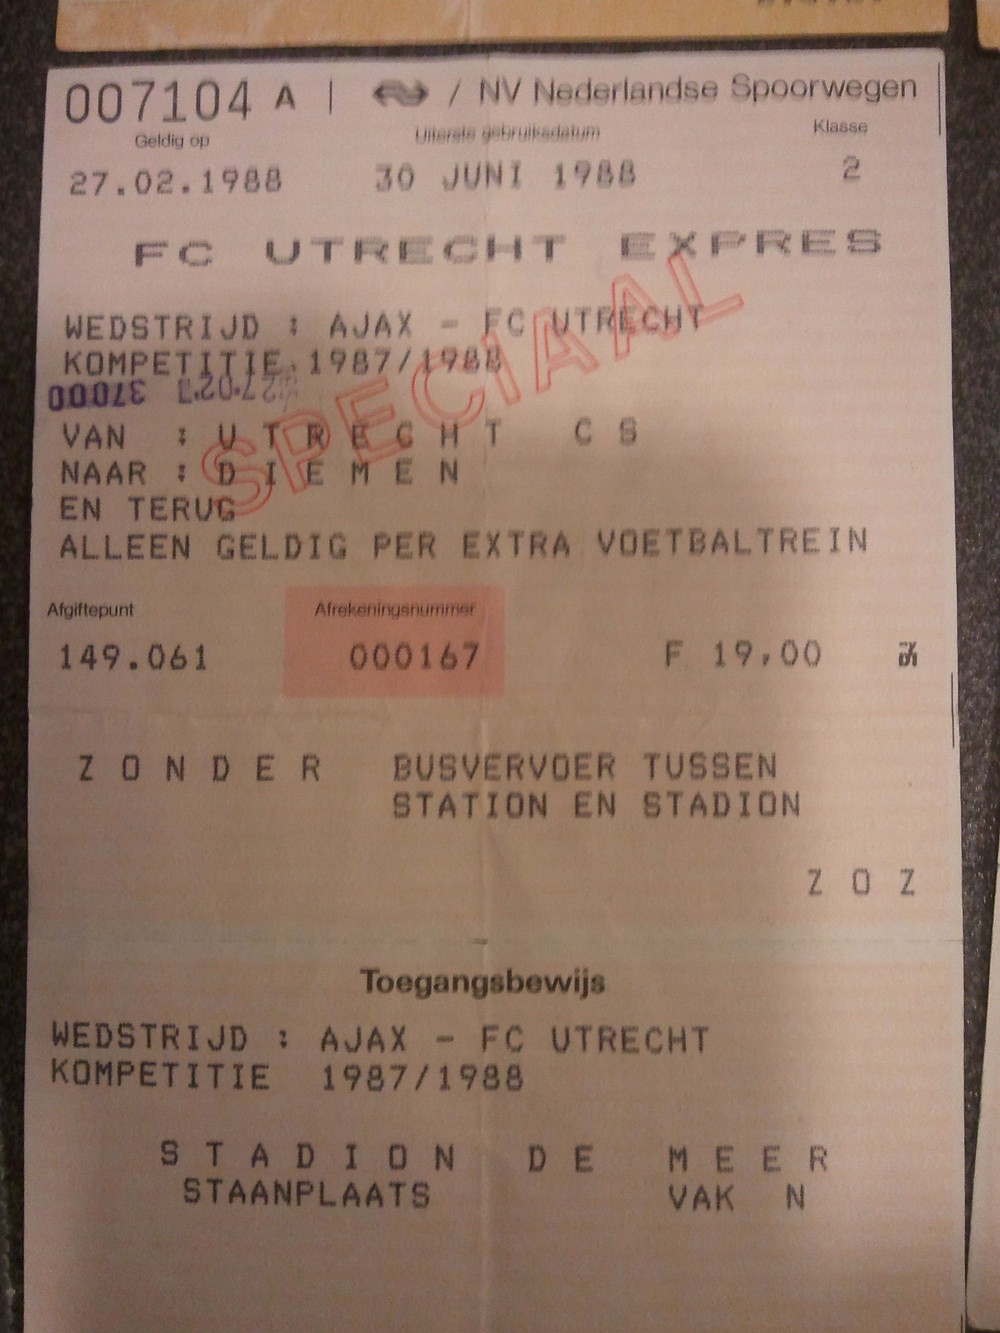 007104 A | / NV Nederlandse Spoorwegen
Geldig op Uiterste gebruiksdatum Klasse
27.02.1988 30 JUNI 1988 2
FC UTRECHT EXPRES
SPECIAAL
WEDSTRIJD : AJAX - FC UTRECHT
KOMPETITIE 1987/1988
37000 27.02
VAN : U T R E C H T C S
NAAR : D I E M E N
EN TERUG
ALLEEN GELDIG PER EXTRA VOETBALTREIN
Afgiftepunt Afrekeningsnummer
149.061 000167 F 19,00
Z O N D E R BUSVERVOER TUSSEN
STATION EN STADION
Z O Z
Toegangsbewijs
WEDSTRIJD : AJAX - FC UTRECHT
KOMPETITIE 1987/1988
S T A D I O N D E M E E R
STAANPLAATS VAK N